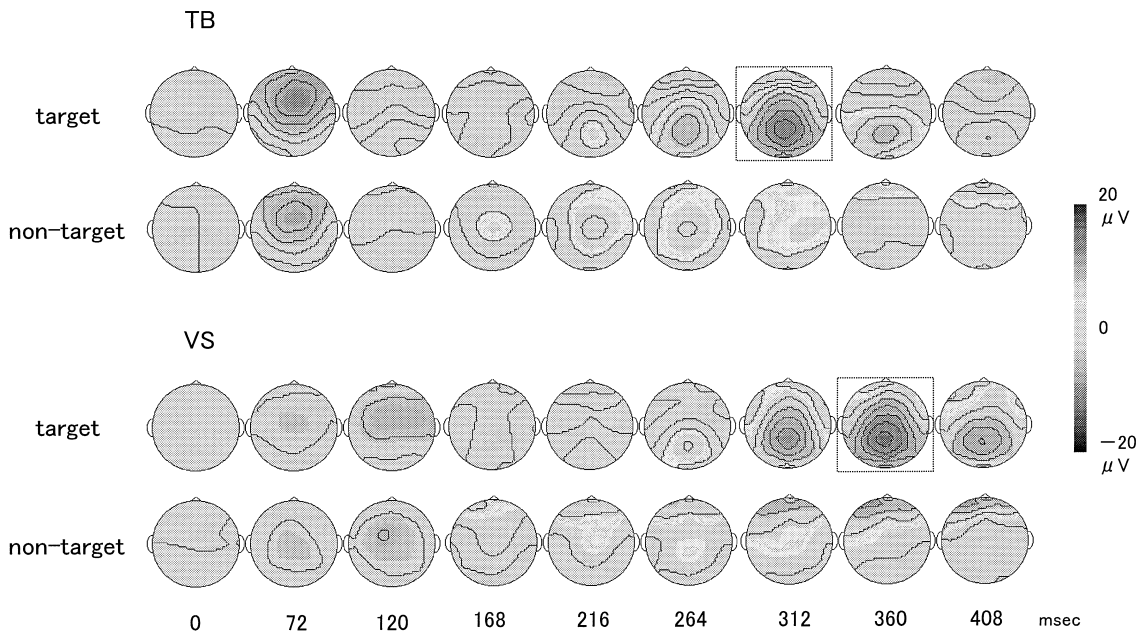 TB
target
non-target
20
μV
0
−20
μV
VS
target
non-target
0 72 120 168 216 264 312 360 408 msec